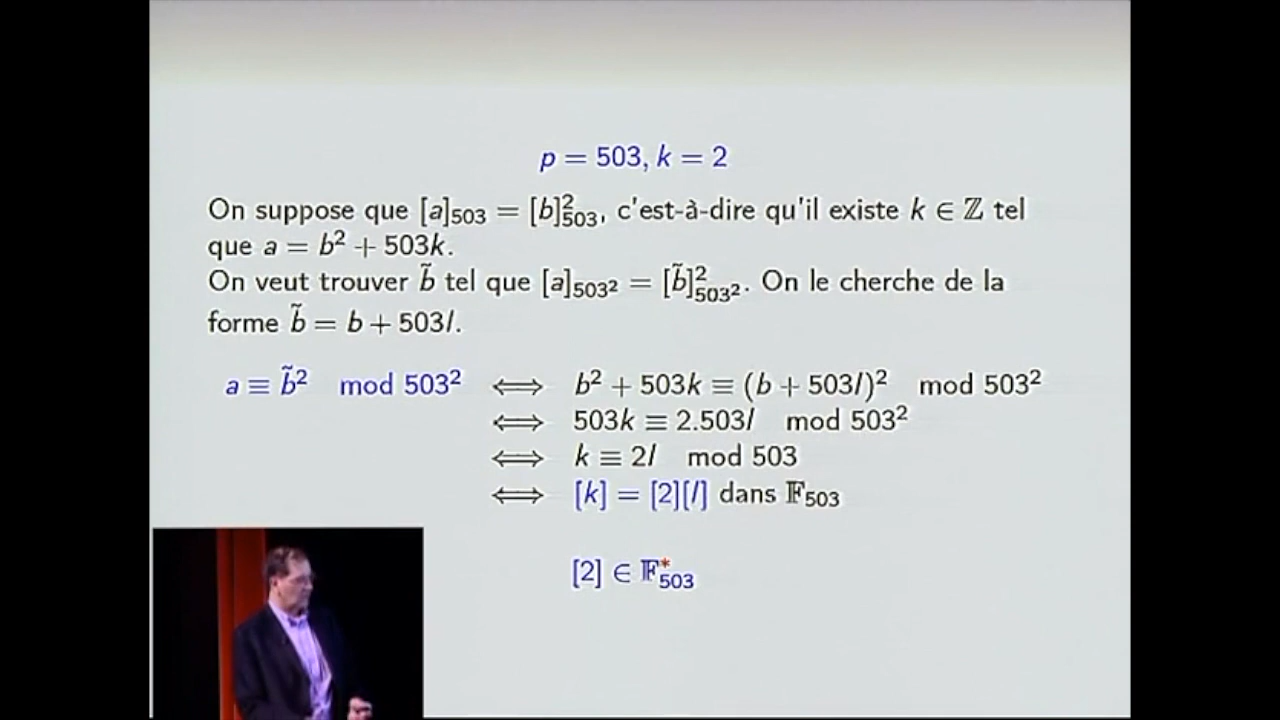 p = 503, k = 2
On suppose que [a]₅₀₃ = [b]²₅₀₃, c'est-à-dire qu'il existe k ∈ ℤ tel
que a = b² + 503k.
On veut trouver b̃ tel que [a]₅₀₃² = [b̃]²₅₀₃². On le cherche de la
forme b̃ = b + 503l.
a ≡ b̃² mod 503² ⟺ b² + 503k ≡ (b + 503l)² mod 503²
⟺ 503k ≡ 2.503l mod 503²
⟺ k ≡ 2l mod 503
⟺ [k] = [2][l] dans 𝔽₅₀₃
[2] ∈ 𝔽*₅₀₃